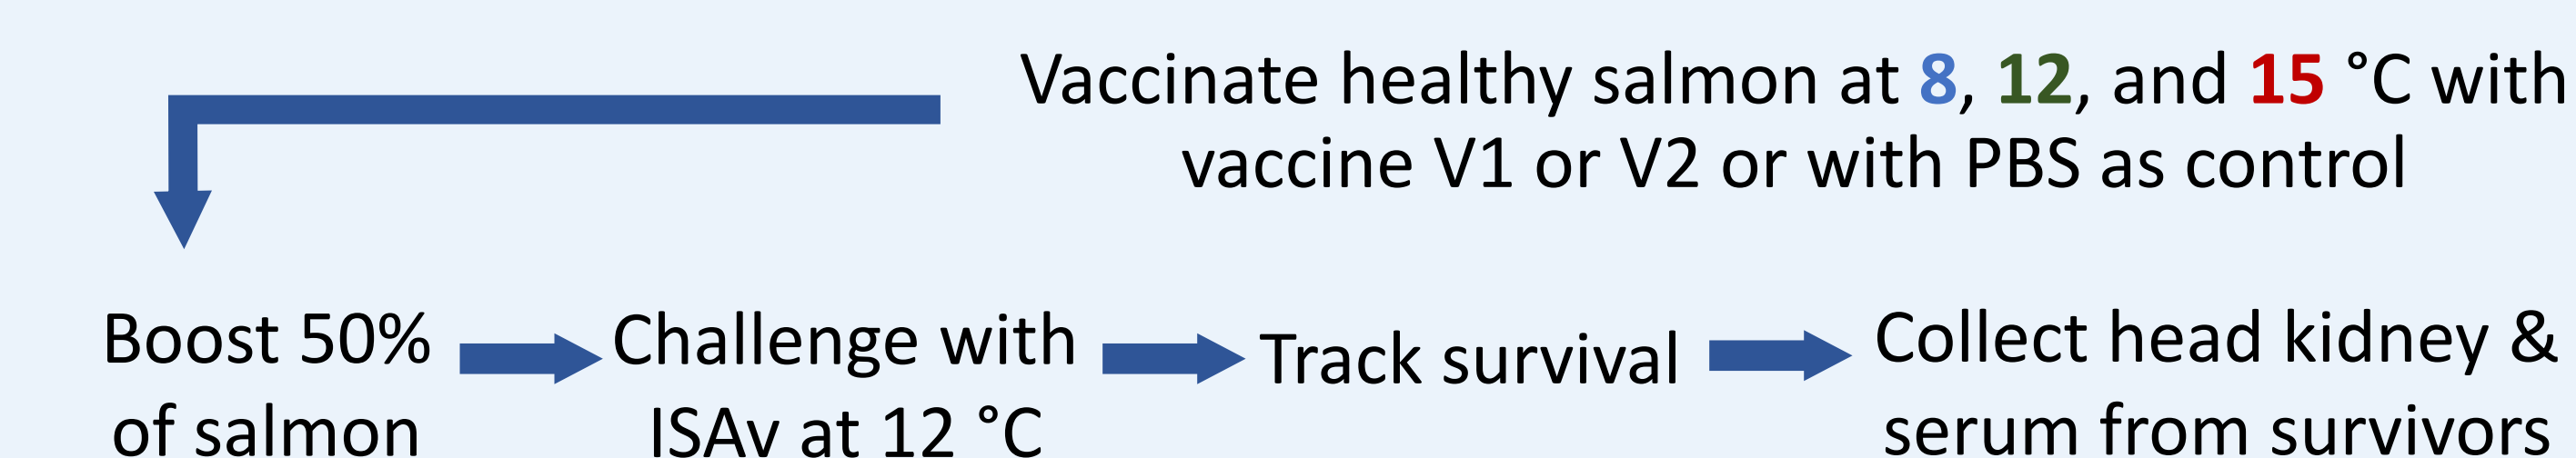 Vaccinate healthy salmon at 8, 12, and 15 °C with
vaccine V1 or V2 or with PBS as control
Boost 50%
of salmon
Challenge with
ISAv at 12 °C
Track survival
Collect head kidney &
serum from survivors